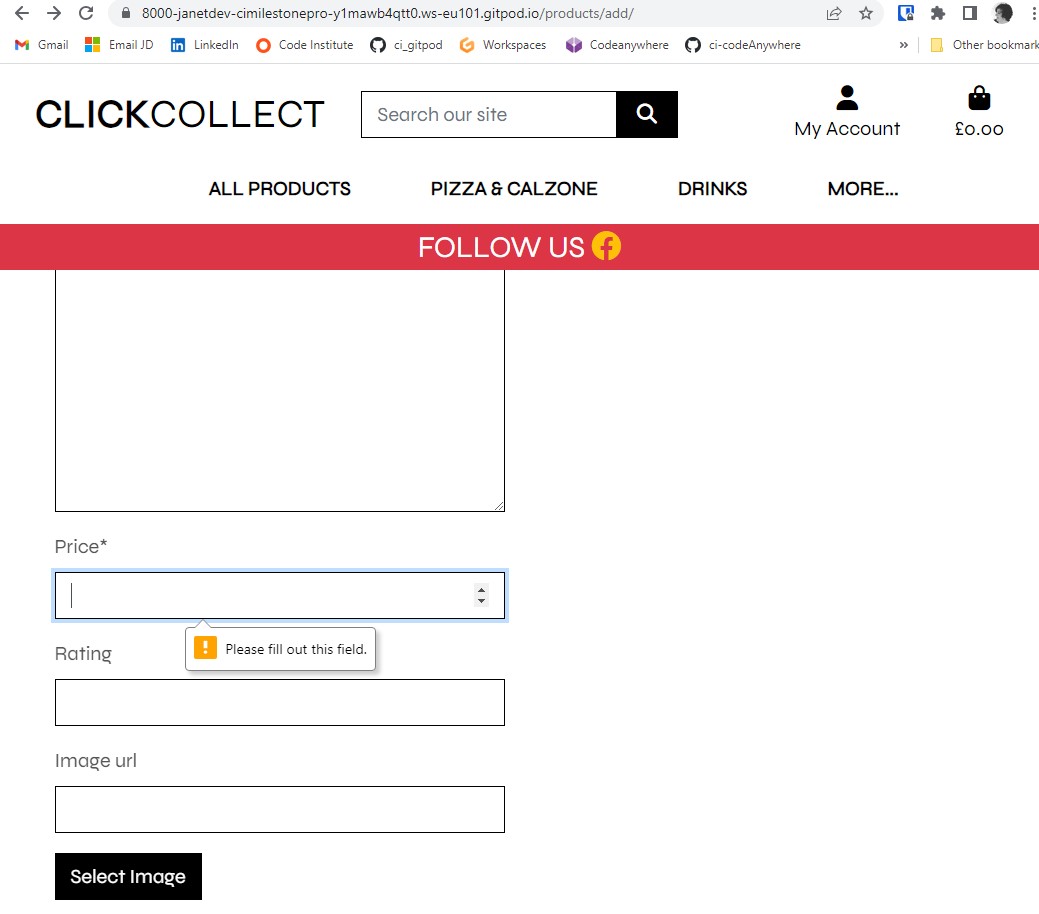 8000-janetdev-cimilestonepro-y1mawb4qtt0.ws-eu101.gitpod.io/products/add/
Gmail Email JD LinkedIn Code Institute ci_gitpod Workspaces Codeanywhere ci-codeAnywhere » Other bookmark
CLICKCOLLECT Search our site My Account £0.00
ALL PRODUCTS PIZZA & CALZONE DRINKS MORE...
FOLLOW US
Price*
Please fill out this field.
Rating
Image url
Select Image